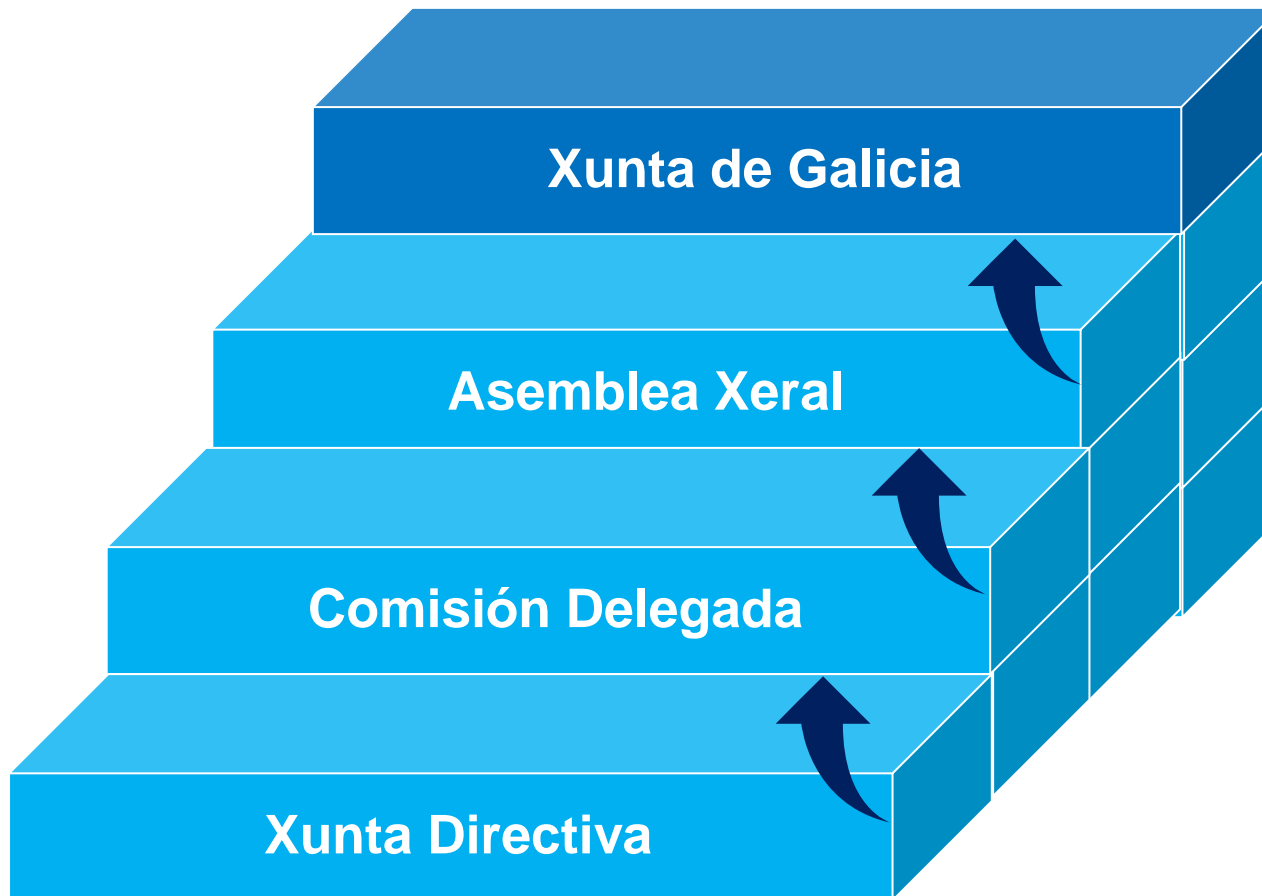 Xunta de Galicia
Asemblea Xeral
Comisión Delegada
Xunta Directiva